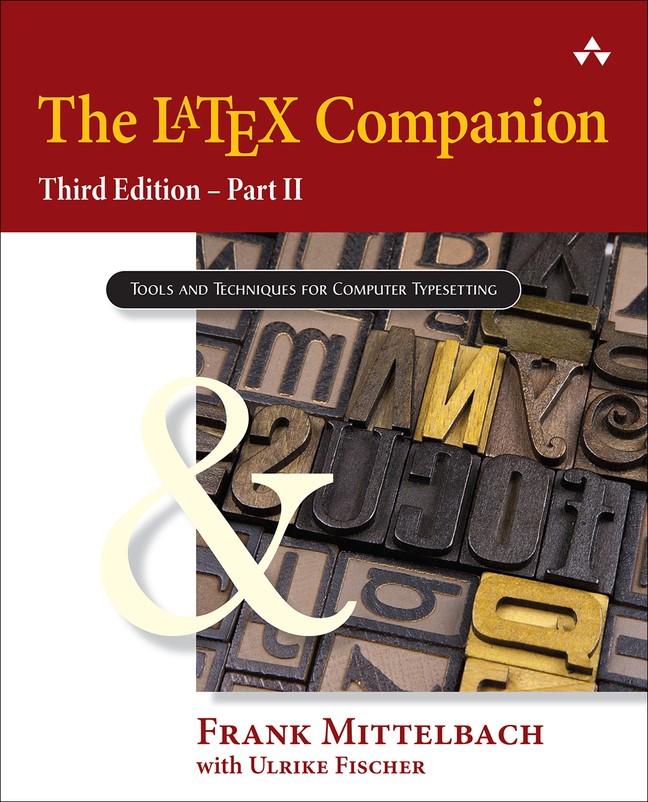 The LATEX Companion
Third Edition – Part II
TOOLS AND TECHNIQUES FOR COMPUTER TYPESETTING
&
FRANK MITTELBACH
with ULRIKE FISCHER